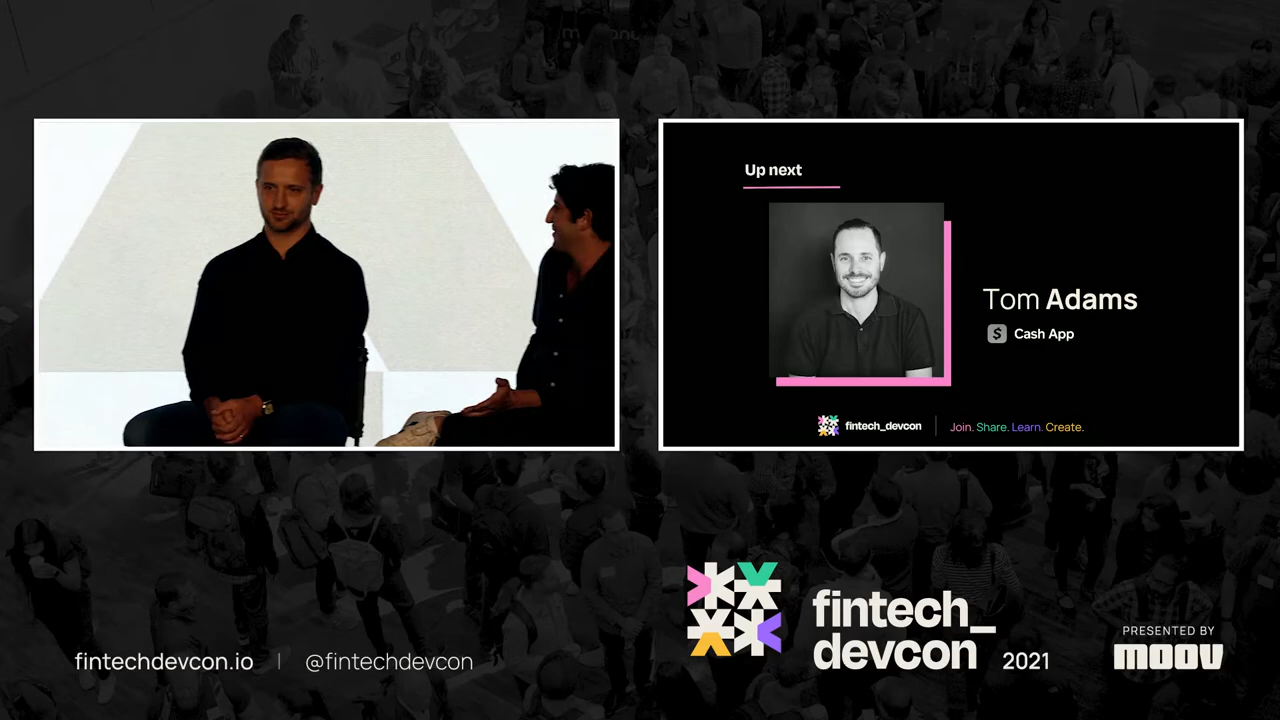 Up next
Tom Adams
$ Cash App
fintech_devcon
Join. Share. Learn. Create.
fintech_
devcon 2021
PRESENTED BY
moov
fintechdevcon.io | @fintechdevcon